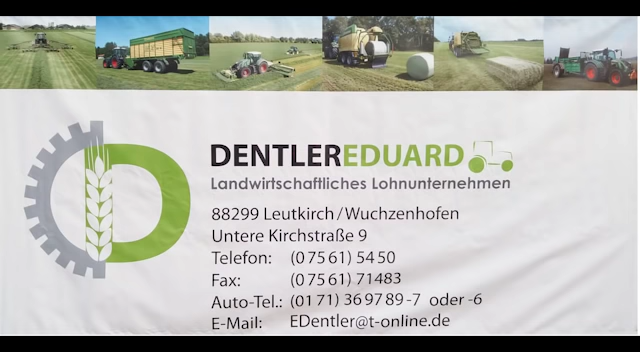 DENTLEREDUARD
Landwirtschaftliches Lohnunternehmen
88299 Leutkirch/Wuchzenhofen
Untere Kirchstraße 9
Telefon: (0 75 61) 54 50
Fax: (0 75 61) 71483
Auto-Tel.: (01 71) 36 97 89 -7 oder -6
E-Mail: EDentler@t-online.de